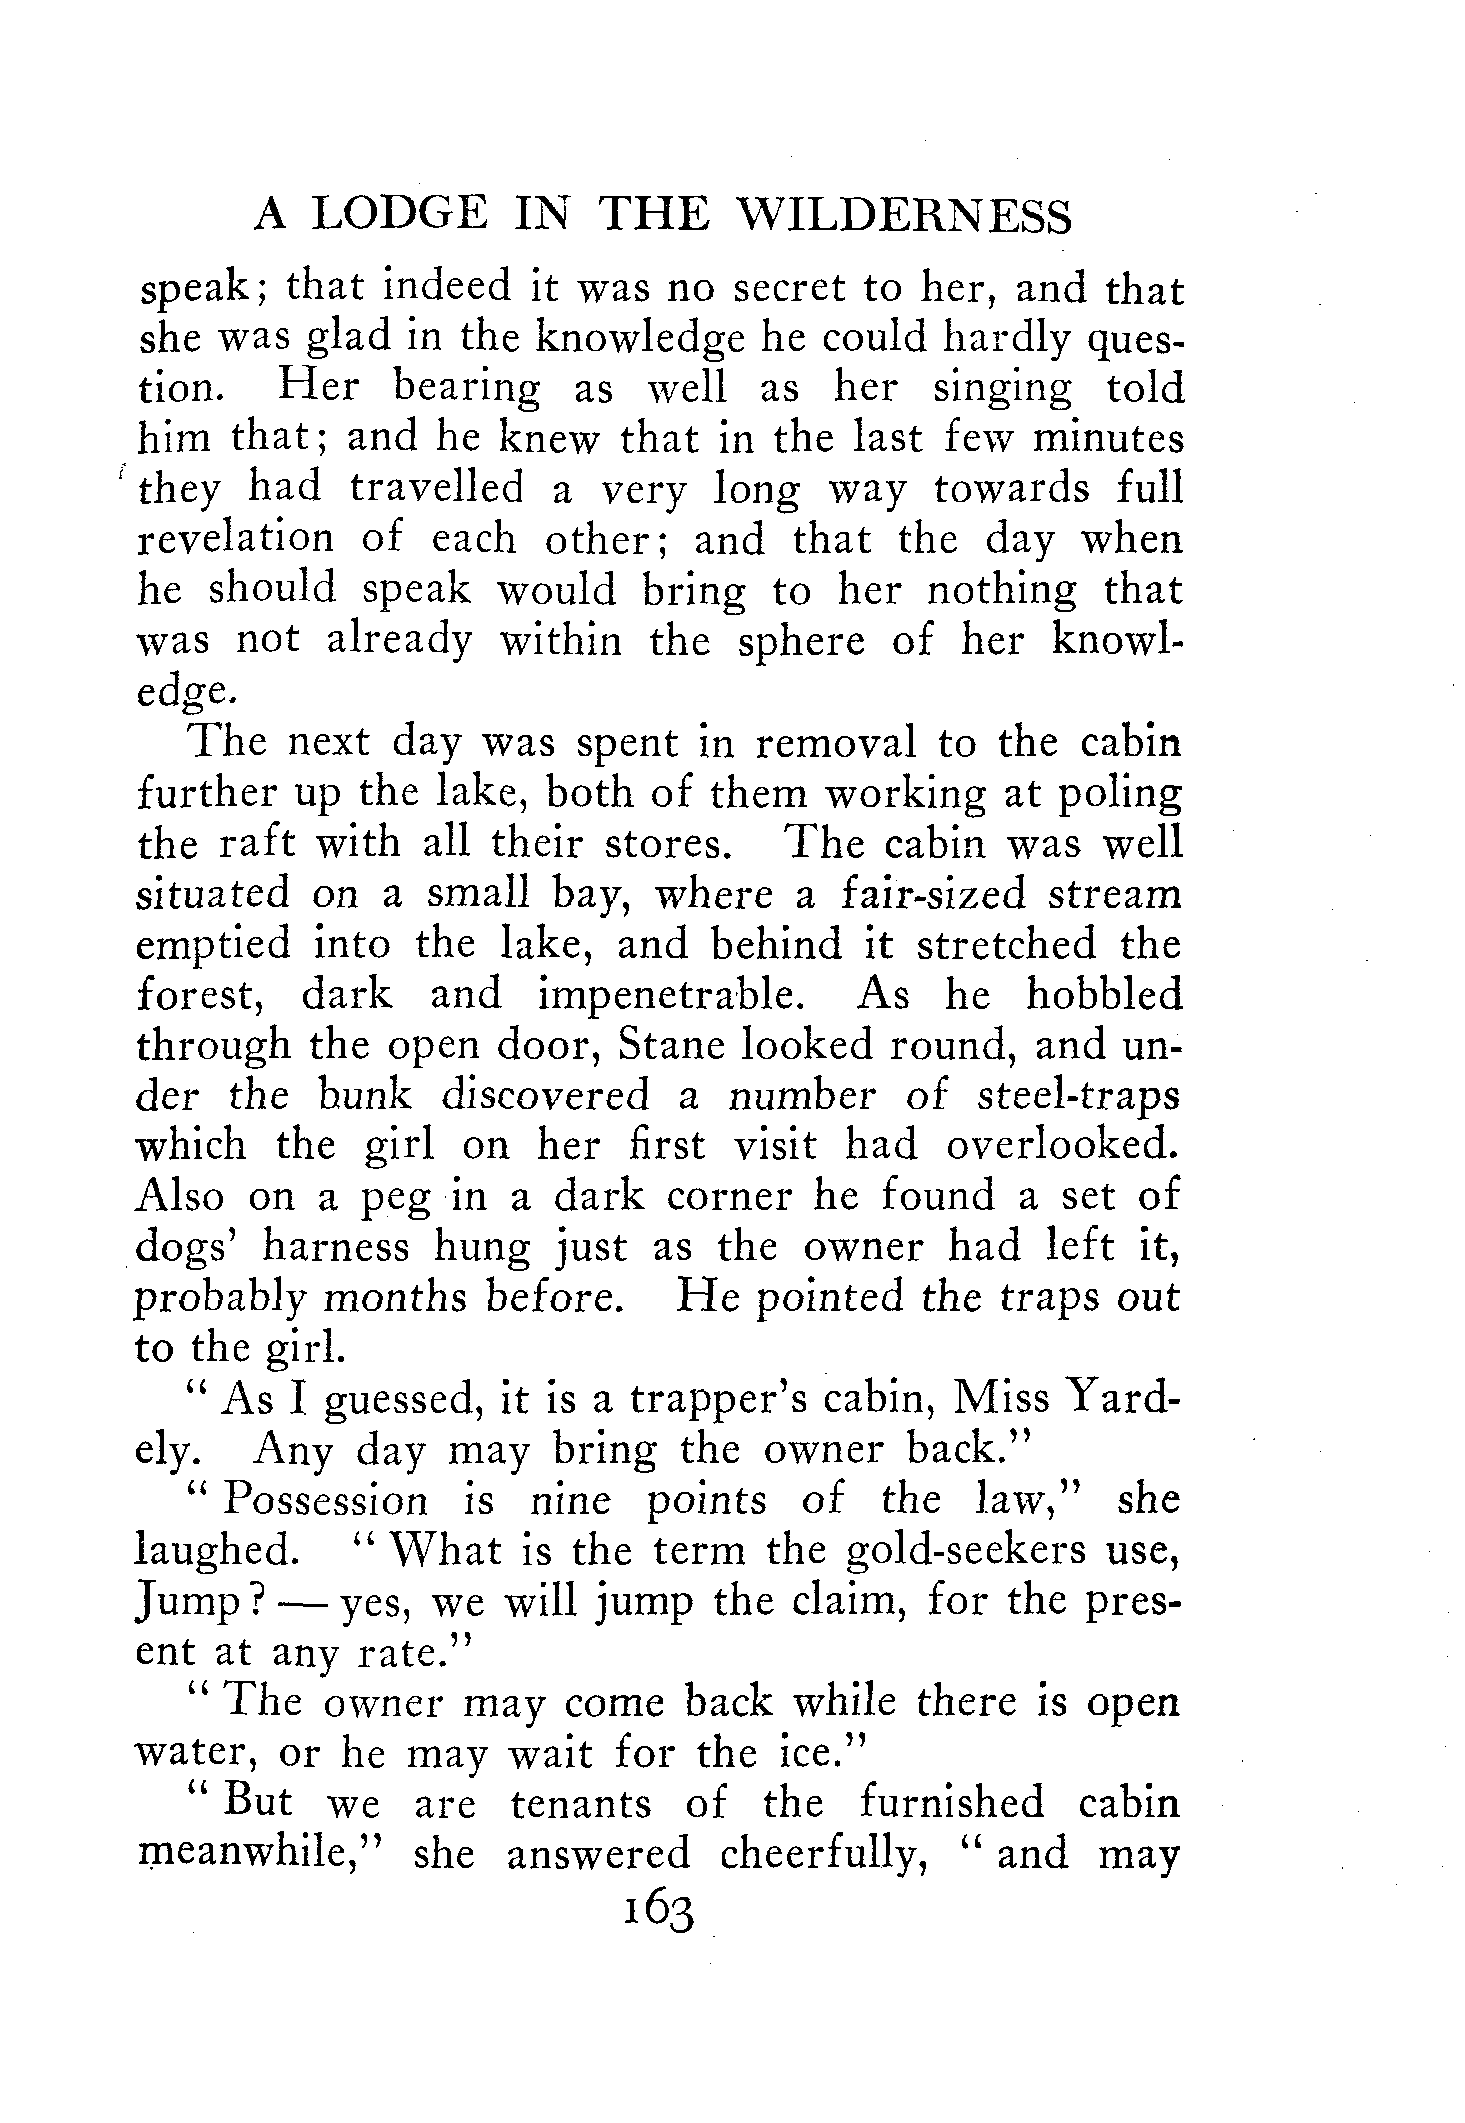 A LODGE IN THE WILDERNESS
speak; that indeed it was no secret to her, and that
she was glad in the knowledge he could hardly ques-
tion. Her bearing as well as her singing told
him that; and he knew that in the last few minutes
they had travelled a very long way towards full
revelation of each other; and that the day when
he should speak would bring to her nothing that
was not already within the sphere of her knowl-
edge.
The next day was spent in removal to the cabin
further up the lake, both of them working at poling
the raft with all their stores. The cabin was well
situated on a small bay, where a fair-sized stream
emptied into the lake, and behind it stretched the
forest, dark and impenetrable. As he hobbled
through the open door, Stane looked round, and un-
der the bunk discovered a number of steel-traps
which the girl on her first visit had overlooked.
Also on a peg in a dark corner he found a set of
dogs' harness hung just as the owner had left it,
probably months before. He pointed the traps out
to the girl.
"As I guessed, it is a trapper's cabin, Miss Yard-
ely. Any day may bring the owner back."
"Possession is nine points of the law," she
laughed. "What is the term the gold-seekers use,
Jump? — yes, we will jump the claim, for the pres-
ent at any rate."
"The owner may come back while there is open
water, or he may wait for the ice."
"But we are tenants of the furnished cabin
meanwhile," she answered cheerfully, "and may
163